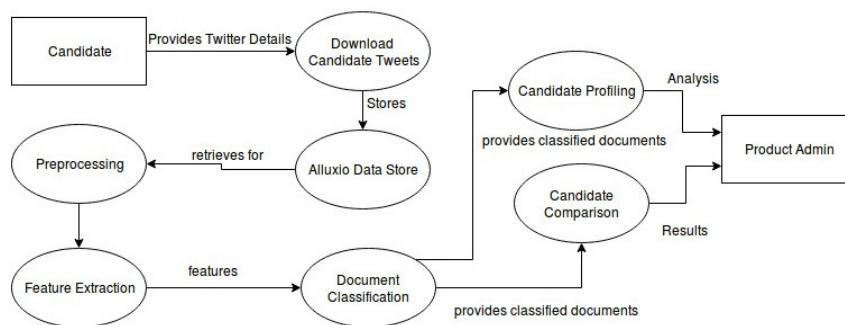 Candidate
Provides Twitter Details
Download
Candidate Tweets
Stores
Alluxio Data Store
retrieves for
Preprocessing
Feature Extraction
features
Document
Classification
provides classified documents
Candidate Profiling
Analysis
provides classified documents
Candidate
Comparison
Results
Product Admin